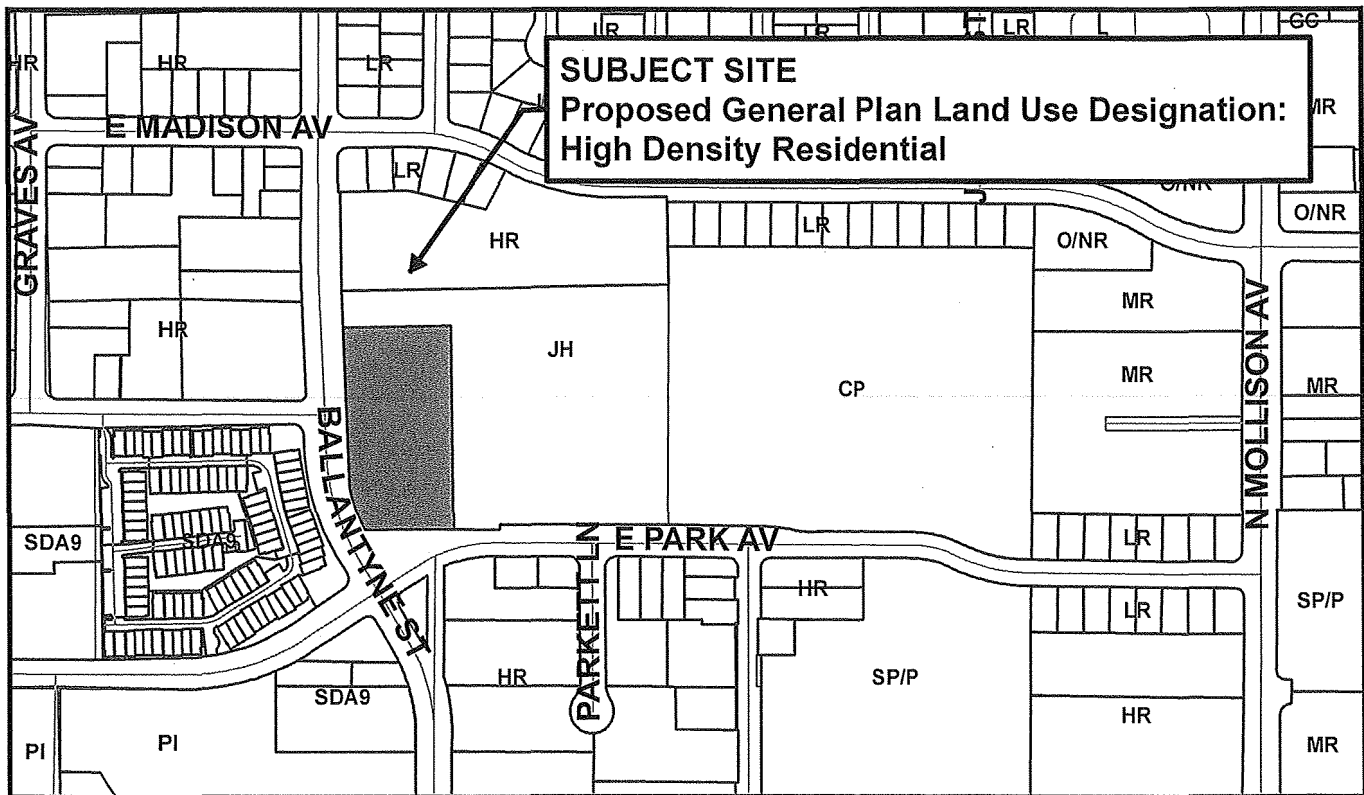 HR
HR
LR
LR
LR
LR
L
GC
SUBJECT SITE
Proposed General Plan Land Use Designation:
High Density Residential
MR
E MADISON AV
GRAVES AV
LR
O/NR
O/NR
HR
LR
O/NR
MR
HR
JH
CP
MR
MR
N MOLLISON AV
BALLANTYNE ST
E PARK AV
SDA9
SDA9
LR
HR
LR
SP/P
PARKETT LN
SDA9
HR
SP/P
HR
PI
PI
MR